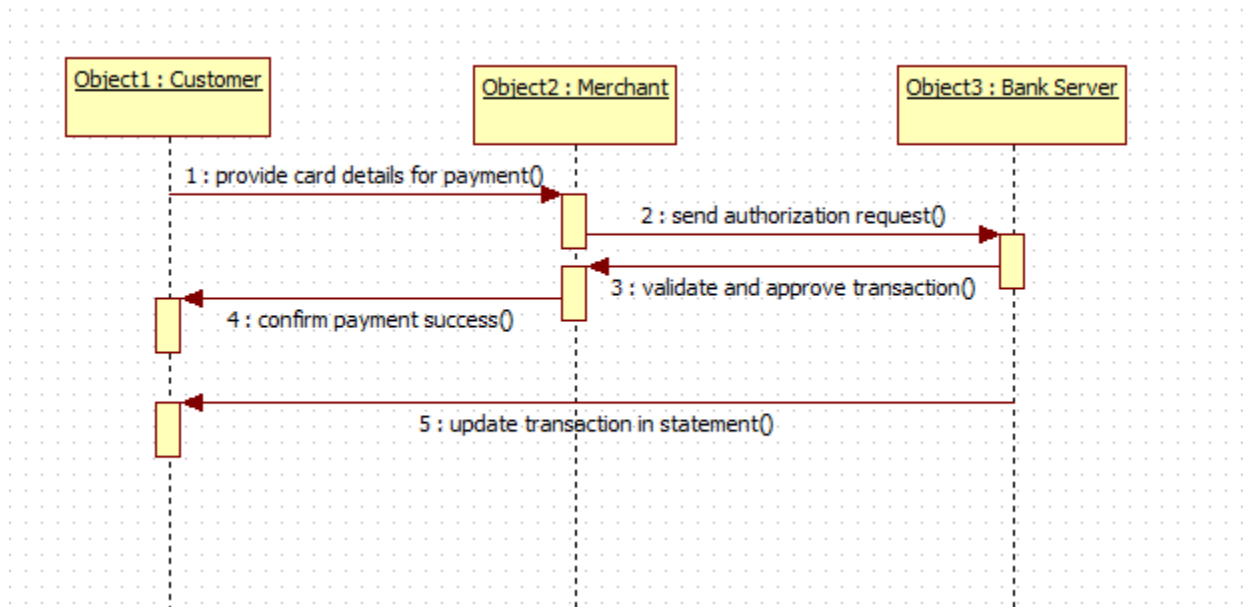 Object1 : Customer
Object2 : Merchant
Object3 : Bank Server
1 : provide card details for payment()
2 : send authorization request()
3 : validate and approve transaction()
4 : confirm payment success()
5 : update transaction in statement()